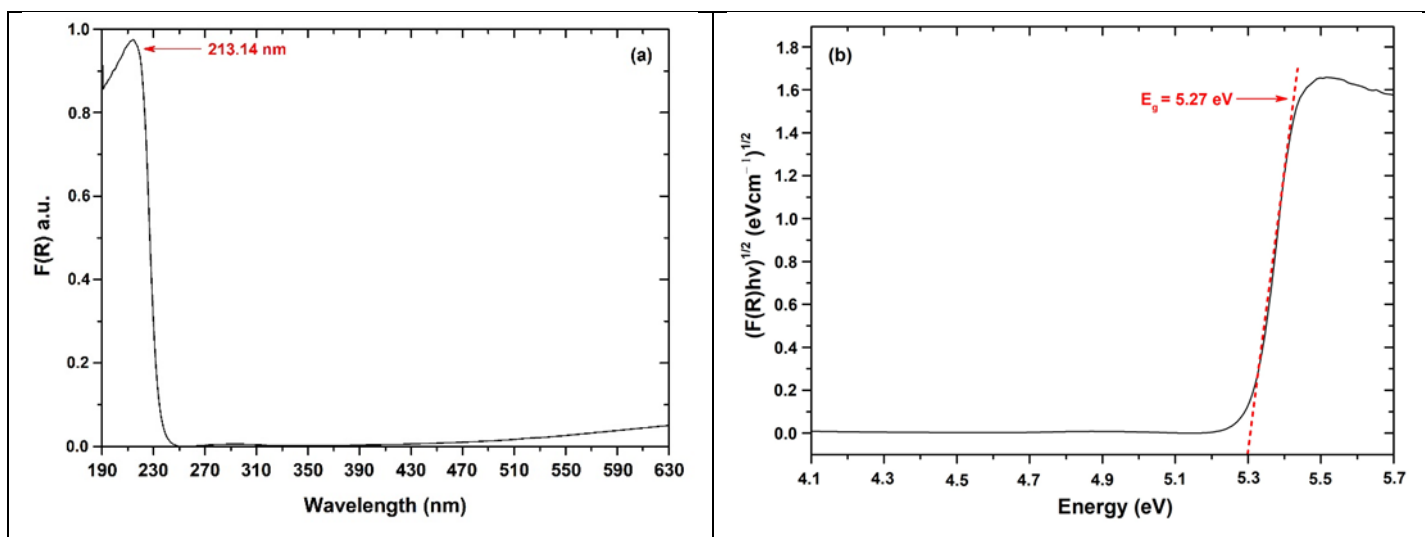 (a)
213.14 nm
F(R) a.u.
1.0
0.8
0.6
0.4
0.2
0.0
190 230 270 310 350 390 430 470 510 550 590 630
Wavelength (nm)
(b)
E_g = 5.27 eV
(F(R)hv)^1/2 (eVcm⁻¹)^1/2
1.8
1.6
1.4
1.2
1.0
0.8
0.6
0.4
0.2
0.0
4.1 4.3 4.5 4.7 4.9 5.1 5.3 5.5 5.7
Energy (eV)